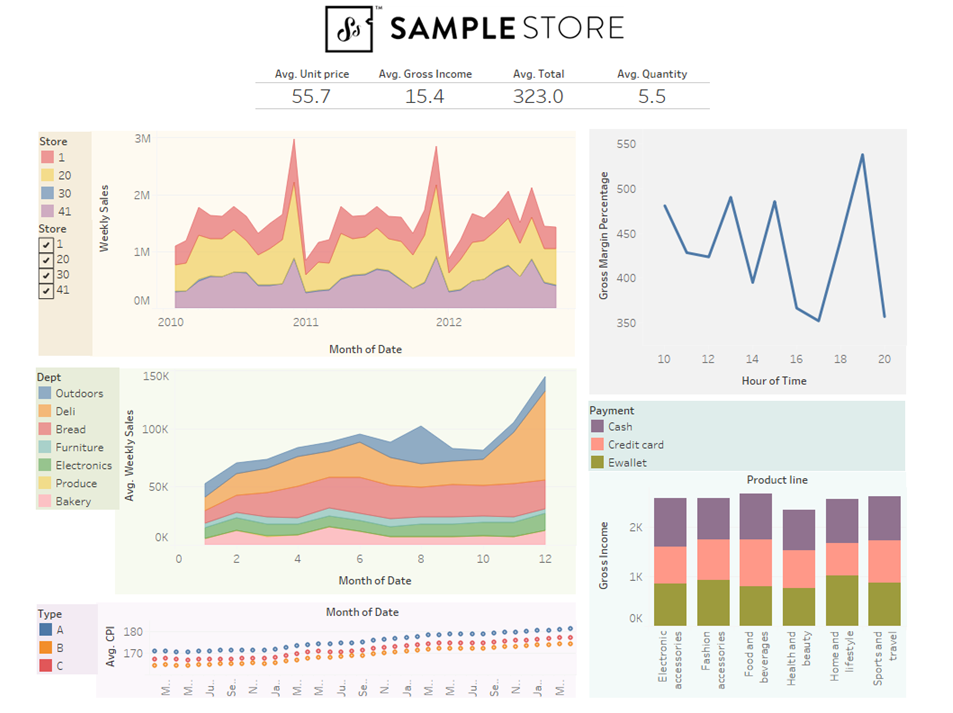 Ss™ SAMPLE STORE
Avg. Unit price Avg. Gross Income Avg. Total Avg. Quantity
55.7 15.4 323.0 5.5
Store
1
20
30
41
Store
1
20
30
41
Weekly Sales
3M
2M
1M
0M
2010 2011 2012
Month of Date
Gross Margin Percentage
550
500
450
400
350
10 12 14 16 18 20
Hour of Time
Dept
Outdoors
Deli
Bread
Furniture
Electronics
Produce
Bakery
Avg. Weekly Sales
150K
100K
50K
0K
0 2 4 6 8 10 12
Month of Date
Payment
Cash
Credit card
Ewallet
Product line
Gross Income
2K
1K
0K
Electronic accessories
Fashion accessories
Food and beverages
Health and beauty
Home and lifestyle
Sports and travel
Type
A
B
C
Month of Date
Avg. CPI
180
170
M.. M.. Ju.. Se.. N.. Ja.. M.. M.. Ju.. Se.. N.. Ja.. M.. M.. Ju.. Se.. N.. Ja.. M..